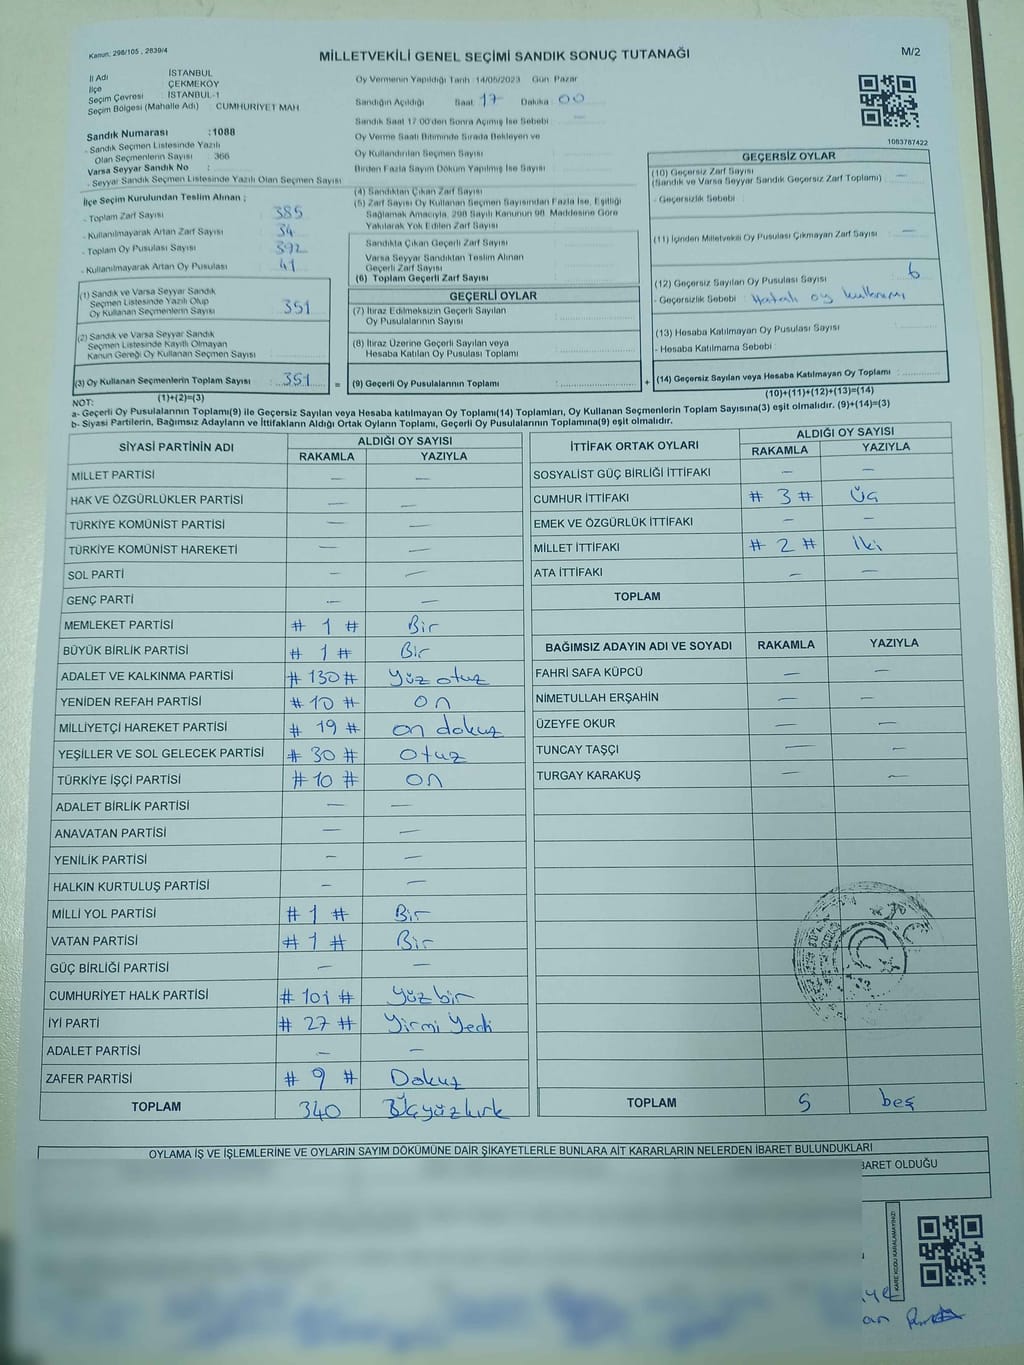 Kanun: 298/105 , 2839/4
MİLLETVEKİLİ GENEL SEÇİMİ SANDIK SONUÇ TUTANAĞI
M/2
İl Adı İSTANBUL
İlçe ÇEKMEKÖY
Seçim Çevresi : İSTANBUL-1
Seçim Bölgesi (Mahalle Adı) : CUMHURIYET MAH
Sandık Numarası :1088
- Sandık Seçmen Listesinde Yazılı
Olan Seçmenlerin Sayısı : 366
Varsa Seyyar Sandık No :
- Seyyar Sandık Seçmen Listesinde Yazılı Olan Seçmen Sayısı
İlçe Seçim Kurulundan Teslim Alınan ;
- Toplam Zarf Sayısı : 385
- Kullanılmayarak Artan Zarf Sayısı : 34
- Toplam Oy Pusulası Sayısı : 392
- Kullanılmayarak Artan Oy Pusulası : 41
(1) Sandık ve Varsa Seyyar Sandık
Seçmen Listesinde Yazılı Olup
Oy Kullanan Seçmenlerin Sayısı : 351
(2) Sandık ve Varsa Seyyar Sandık
Seçmen Listesinde Kayıtlı Olmayan
Kanun Gereği Oy Kullanan Seçmen Sayısı :
(3) Oy Kullanan Seçmenlerin Toplam Sayısı : 351 =
(1)+(2)=(3)
Oy Vermenin Yapıldığı Tarih : 14/05/2023 Gün Pazar
Sandığın Açıldığı Saat 17 Dakika 00
Sandık Saat 17:00'den Sonra Açımış İse Sebebi : —
Oy Verme Saati Bitiminde Sırada Bekleyen ve
Oy Kullandırılan Seçmen Sayısı :
Birden Fazla Sayım Döküm Yapılmış İse Sayısı :
(4) Sandıktan Çıkan Zarf Sayısı
(5) Zarf Sayısı Oy Kullanan Seçmen Sayısından Fazla İse, Eşitliği
Sağlamak Amacıyla, 298 Sayılı Kanunun 98. Maddesine Göre
Yakılarak Yok Edilen Zarf Sayısı
Sandıkta Çıkan Geçerli Zarf Sayısı
Varsa Seyyar Sandıktan Teslim Alınan
Geçerli Zarf Sayısı
(6) Toplam Geçerli Zarf Sayısı
GEÇERLİ OYLAR
(7) İtiraz Edilmeksizin Geçerli Sayılan
Oy Pusulalarının Sayısı
(8) İtiraz Üzerine Geçerli Sayılan veya
Hesaba Katılan Oy Pusulası Toplamı
(9) Geçerli Oy Pusulalarının Toplamı : +
1083787422
GEÇERSİZ OYLAR
(10) Geçersiz Zarf Sayısı
(Sandık ve Varsa Seyyar Sandık Geçersiz Zarf Toplamı) : —
- Geçersizlik Sebebi :
(11) İçinden Milletvekili Oy Pusulası Çıkmayan Zarf Sayısı : —
(12) Geçersiz Sayılan Oy Pusulası Sayısı : 6
- Geçersizlik Sebebi : Hatalı oy kullanımı
(13) Hesaba Katılmayan Oy Pusulası Sayısı :
- Hesaba Katılmama Sebebi :
(14) Geçersiz Sayılan veya Hesaba Katılmayan Oy Toplamı :
(10)+(11)+(12)+(13)=(14)
NOT:
a- Geçerli Oy Pusulalarının Toplamı(9) ile Geçersiz Sayılan veya Hesaba katılmayan Oy Toplamı(14) Toplamları, Oy Kullanan Seçmenlerin Toplam Sayısına(3) eşit olmalıdır. (9)+(14)=(3)
b- Siyasi Partilerin, Bağımsız Adayların ve İttifakların Aldığı Ortak Oyların Toplamı, Geçerli Oy Pusulalarının Toplamına(9) eşit olmalıdır.
SİYASİ PARTİNİN ADI ALDIĞI OY SAYISI
RAKAMLA YAZIYLA
MİLLET PARTİSİ — —
HAK VE ÖZGÜRLÜKLER PARTİSİ — —
TÜRKİYE KOMÜNİST PARTİSİ — —
TÜRKİYE KOMÜNİST HAREKETİ — —
SOL PARTİ — —
GENÇ PARTİ — —
MEMLEKET PARTİSİ # 1 # Bir
BÜYÜK BİRLİK PARTİSİ # 1 # Bir
ADALET VE KALKINMA PARTİSİ # 130 # Yüz otuz
YENİDEN REFAH PARTİSİ # 10 # on
MİLLİYETÇİ HAREKET PARTİSİ # 19 # on dokuz
YEŞİLLER VE SOL GELECEK PARTİSİ # 30 # otuz
TÜRKİYE İŞÇİ PARTİSİ # 10 # on
ADALET BİRLİK PARTİSİ — —
ANAVATAN PARTİSİ — —
YENİLİK PARTİSİ — —
HALKIN KURTULUŞ PARTİSİ — —
MİLLİ YOL PARTİSİ # 1 # Bir
VATAN PARTİSİ # 1 # Bir
GÜÇ BİRLİĞİ PARTİSİ — —
CUMHURİYET HALK PARTİSİ # 101 # Yüzbir
İYİ PARTİ # 27 # Yirmi Yedi
ADALET PARTİSİ — —
ZAFER PARTİSİ # 9 # Dokuz
TOPLAM 340 Üçyüzkırk
İTTİFAK ORTAK OYLARI ALDIĞI OY SAYISI
RAKAMLA YAZIYLA
SOSYALİST GÜÇ BİRLİĞİ İTTİFAKI — —
CUMHUR İTTİFAKI # 3 # Üç
EMEK VE ÖZGÜRLÜK İTTİFAKI — —
MİLLET İTTİFAKI # 2 # Iki
ATA İTTİFAKI — —
TOPLAM
BAĞIMSIZ ADAYIN ADI VE SOYADI RAKAMLA YAZIYLA
FAHRİ SAFA KÜPCÜ — —
NİMETULLAH ERŞAHİN — —
ÜZEYFE OKUR — —
TUNCAY TAŞÇI — —
TURGAY KARAKUŞ — —
TOPLAM 5 beş
OYLAMA İŞ VE İŞLEMLERİNE VE OYLARIN SAYIM DÖKÜMÜNE DAİR ŞİKAYETLERLE BUNLARA AİT KARARLARIN NELERDEN İBARET BULUNDUKLARI
BARET OLDUĞU
KARE KODU KARALAMAYINIZ!